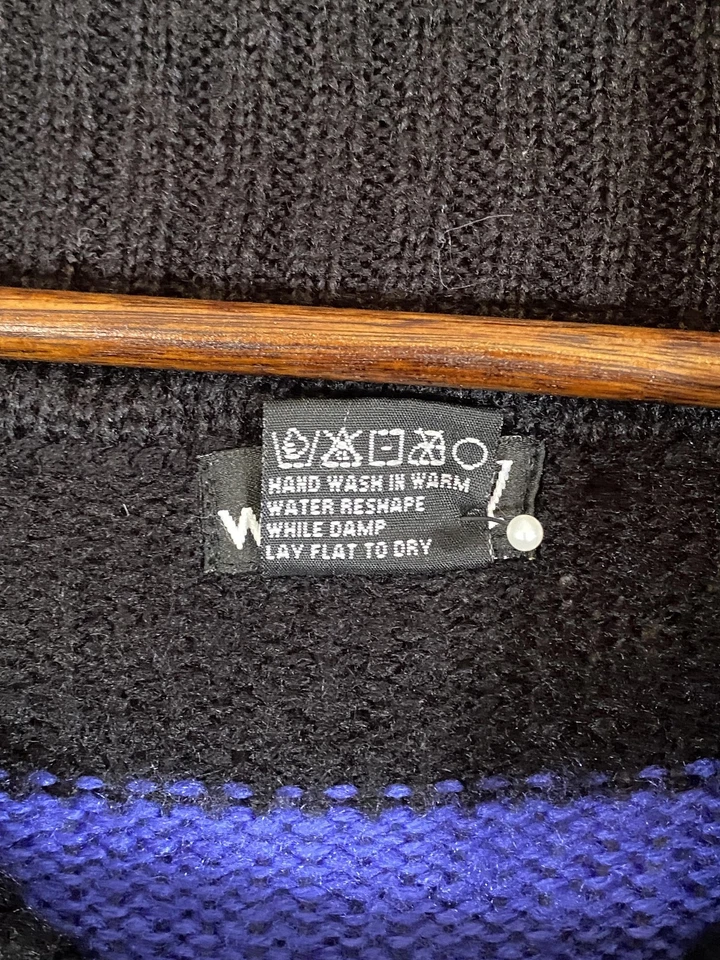 HAND WASH IN WARM
WATER RESHAPE
WHILE DAMP
LAY FLAT TO DRY